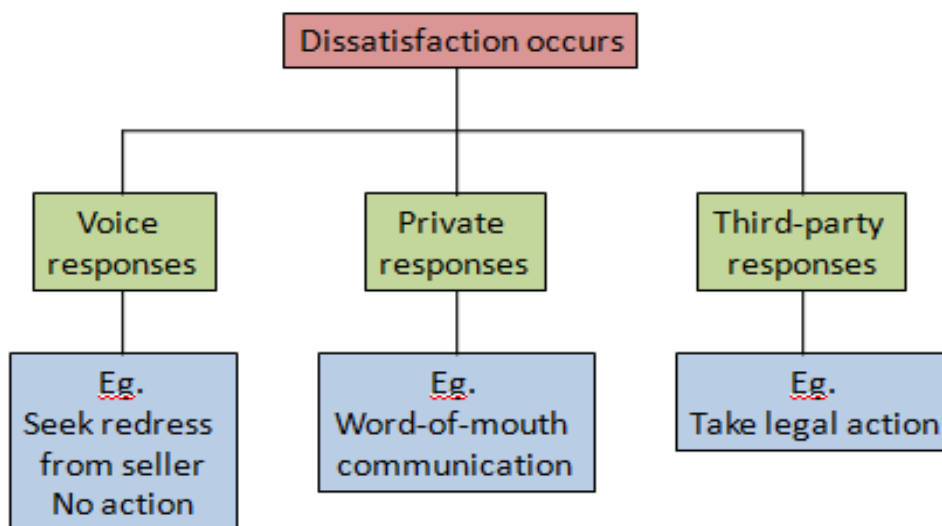 Dissatisfaction occurs
Voice
responses
Private
responses
Third-party
responses
Eg.
Seek redress
from seller
No action
Eg.
Word-of-mouth
communication
Eg.
Take legal action